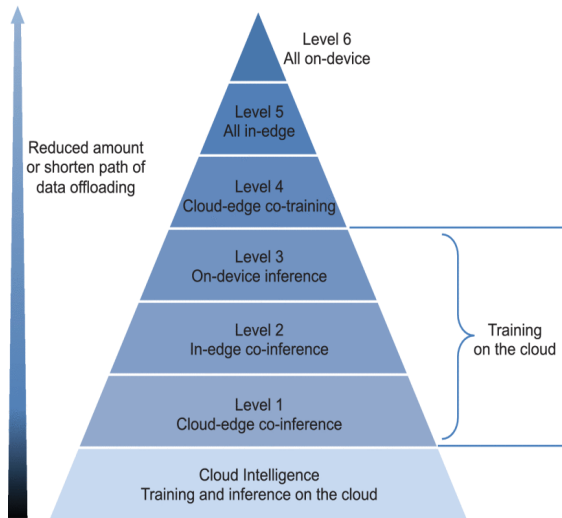 Level 6
All on-device
Level 5
All in-edge
Reduced amount
or shorten path of
data offloading
Level 4
Cloud-edge co-training
Level 3
On-device inference
Level 2
In-edge co-inference
Training
on the cloud
Level 1
Cloud-edge co-inference
Cloud Intelligence
Training and inference on the cloud